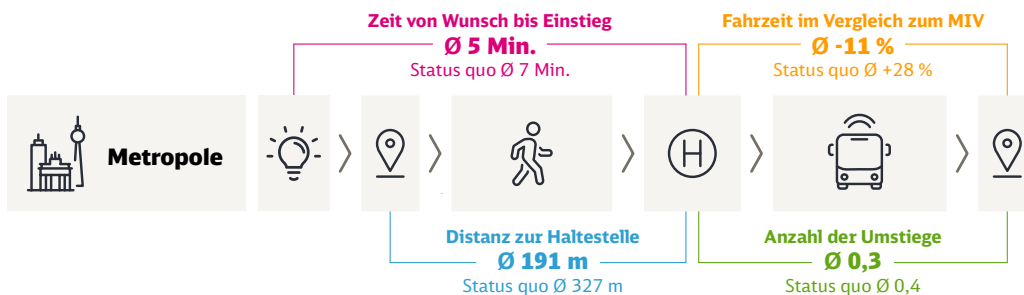 Zeit von Wunsch bis Einstieg
Ø 5 Min.
Status quo Ø 7 Min.
Fahrzeit im Vergleich zum MIV
Ø -11 %
Status quo Ø +28 %
Metropole
H
Distanz zur Haltestelle
Ø 191 m
Status quo Ø 327 m
Anzahl der Umstiege
Ø 0,3
Status quo Ø 0,4